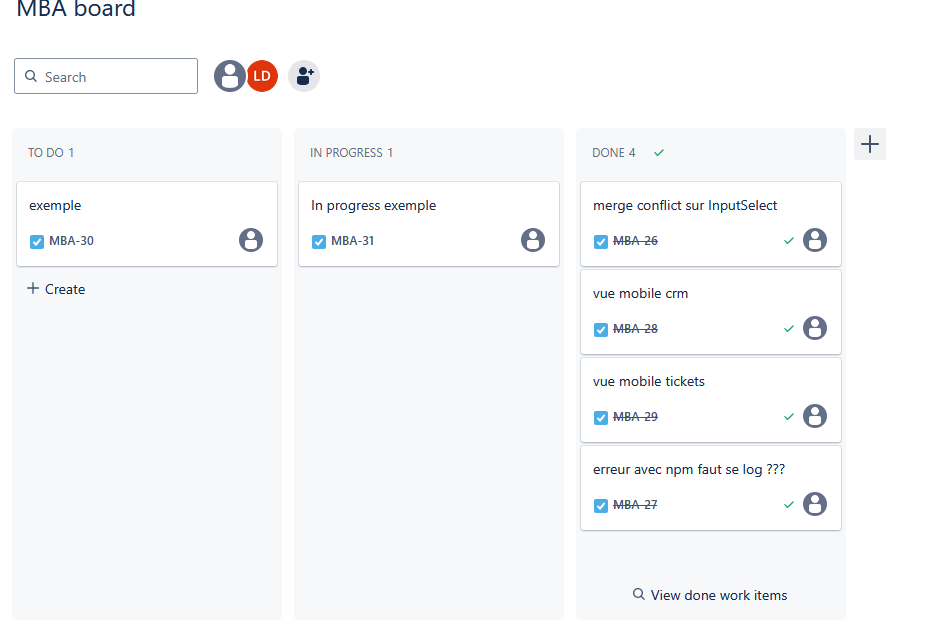 MBA board
Search
LD
TO DO 1
exemple
MBA-30
Create
IN PROGRESS 1
In progress exemple
MBA-31
DONE 4
merge conflict sur InputSelect
MBA-26
vue mobile crm
MBA-28
vue mobile tickets
MBA-29
erreur avec npm faut se log ???
MBA-27
View done work items